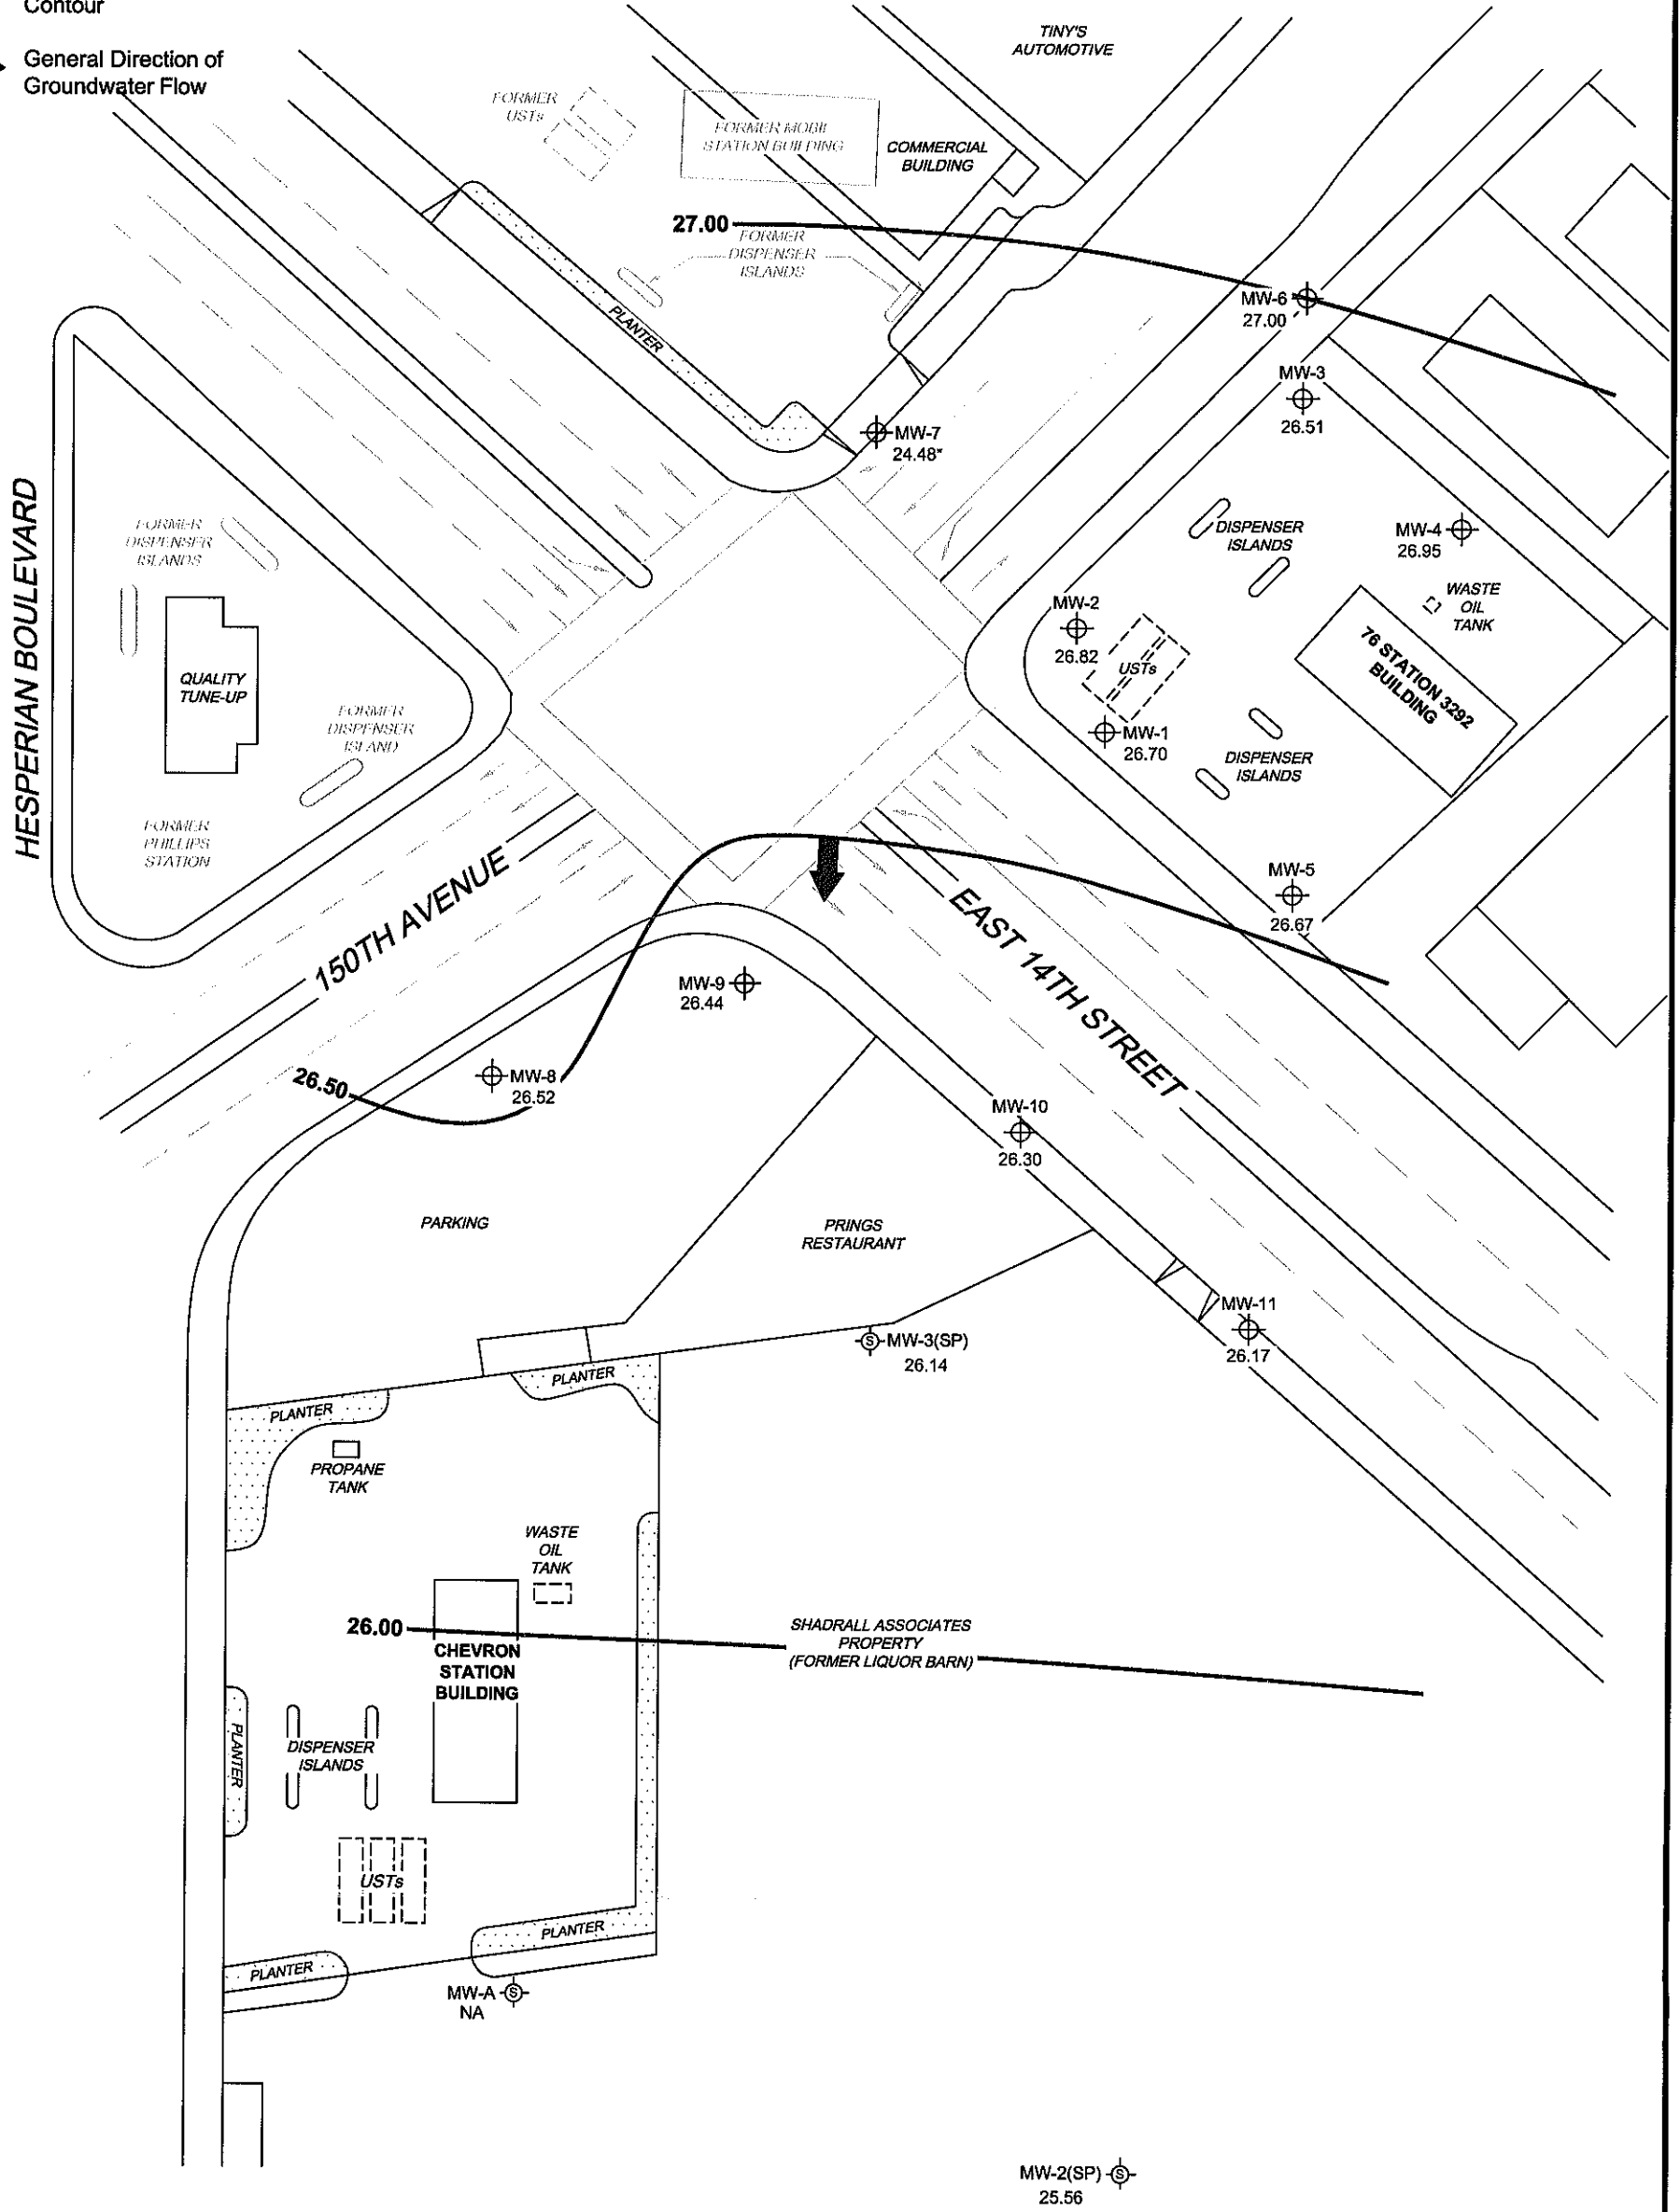 Contour
General Direction of
Groundwater Flow
TINY'S
AUTOMOTIVE
FORMER
USTs
FORMER MOBIL
STATION BUILDING
COMMERCIAL
BUILDING
27.00
FORMER
DISPENSER
ISLANDS
PLANTER
MW-6
27.00
MW-3
26.51
MW-7
24.48*
HESPERIAN BOULEVARD
FORMER
DISPENSER
ISLANDS
DISPENSER
ISLANDS
MW-4
26.95
WASTE
OIL
TANK
MW-2
26.82
USTs
76 STATION 3292
BUILDING
QUALITY
TUNE-UP
FORMER
DISPENSER
ISLAND
MW-1
26.70
DISPENSER
ISLANDS
FORMER
PHILLIPS
STATION
150TH AVENUE
EAST 14TH STREET
MW-5
26.67
MW-9
26.44
26.50
MW-8
26.52
MW-10
26.30
PARKING
PRINGS
RESTAURANT
MW-11
26.17
MW-3(SP)
26.14
S
PLANTER
PLANTER
PROPANE
TANK
WASTE
OIL
TANK
26.00
CHEVRON
STATION
BUILDING
SHADRALL ASSOCIATES
PROPERTY
(FORMER LIQUOR BARN)
PLANTER
DISPENSER
ISLANDS
USTs
PLANTER
PLANTER
MW-A S
NA
MW-2(SP) S
25.56